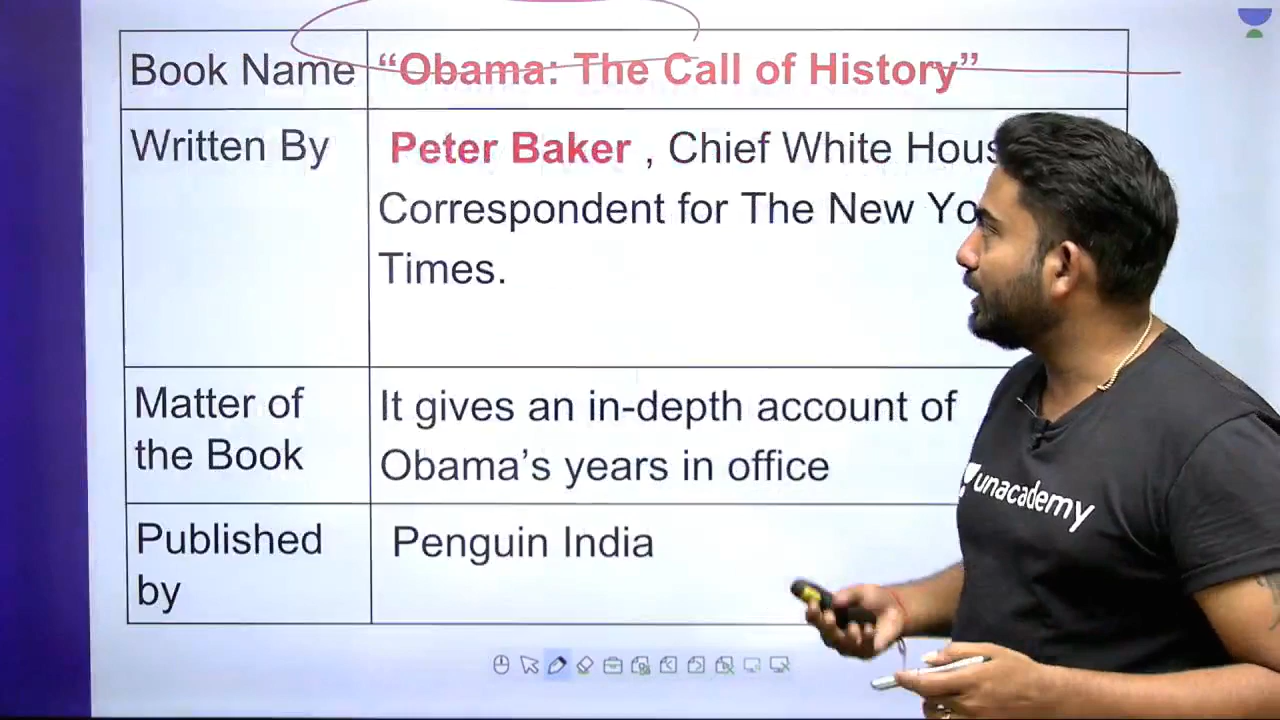 Book Name
“Obama: The Call of History”
Written By
Peter Baker , Chief White Hous
Correspondent for The New Yo
Times.
Matter of
the Book
It gives an in-depth account of
Obama’s years in office
Published
by
Penguin India
unacademy